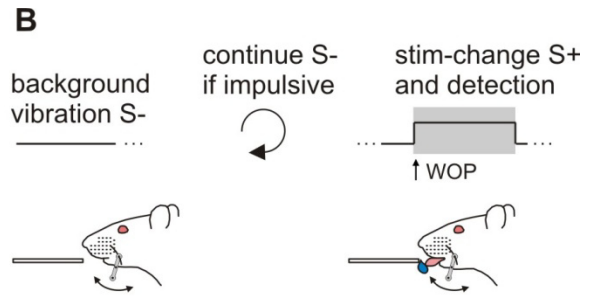 B
background
vibration S-
...
continue S-
if impulsive
stim-change S+
and detection
... ...
WOP